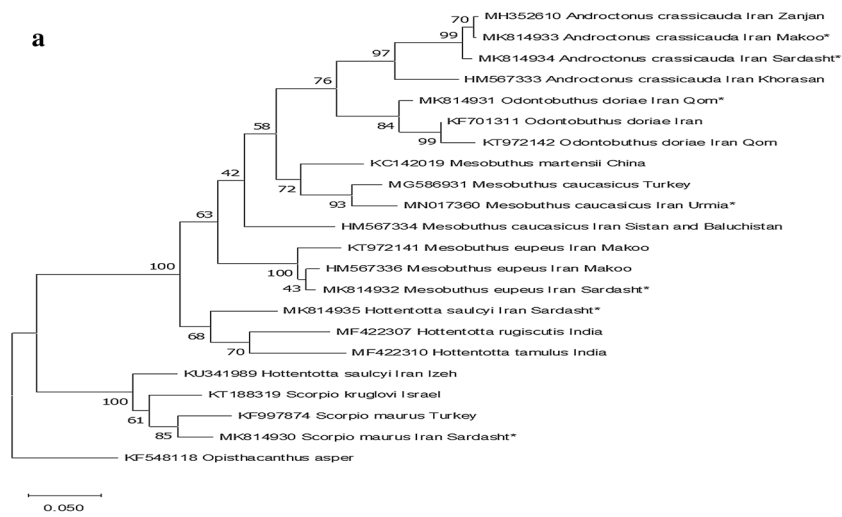 a
MH352610 Androctonus crassicauda Iran Zanjan
70
MK814933 Androctonus crassicauda Iran Makoo*
99
MK814934 Androctonus crassicauda Iran Sardasht*
97
HM567333 Androctonus crassicauda Iran Khorasan
76
MK814931 Odontobuthus doriae Iran Qom*
84
KF701311 Odontobuthus doriae Iran
99
KT972142 Odontobuthus doriae Iran Qom
58
KC142019 Mesobuthus martensii China
72
MG586931 Mesobuthus caucasicus Turkey
93
MN017360 Mesobuthus caucasicus Iran Urmia*
42
HM567334 Mesobuthus caucasicus Iran Sistan and Baluchistan
63
KT972141 Mesobuthus eupeus Iran Makoo
100
HM567336 Mesobuthus eupeus Iran Makoo
43
MK814932 Mesobuthus eupeus Iran Sardasht*
100
MK814935 Hottentotta saulcyi Iran Sardasht*
68
MF422307 Hottentotta rugiscutis India
70
MF422310 Hottentotta tamulus India
KU341989 Hottentotta saulcyi Iran Izeh
100
KT188319 Scorpio kruglovi Israel
61
KF997874 Scorpio maurus Turkey
85
MK814930 Scorpio maurus Iran Sardasht*
KF548118 Opisthacanthus asper
0.050